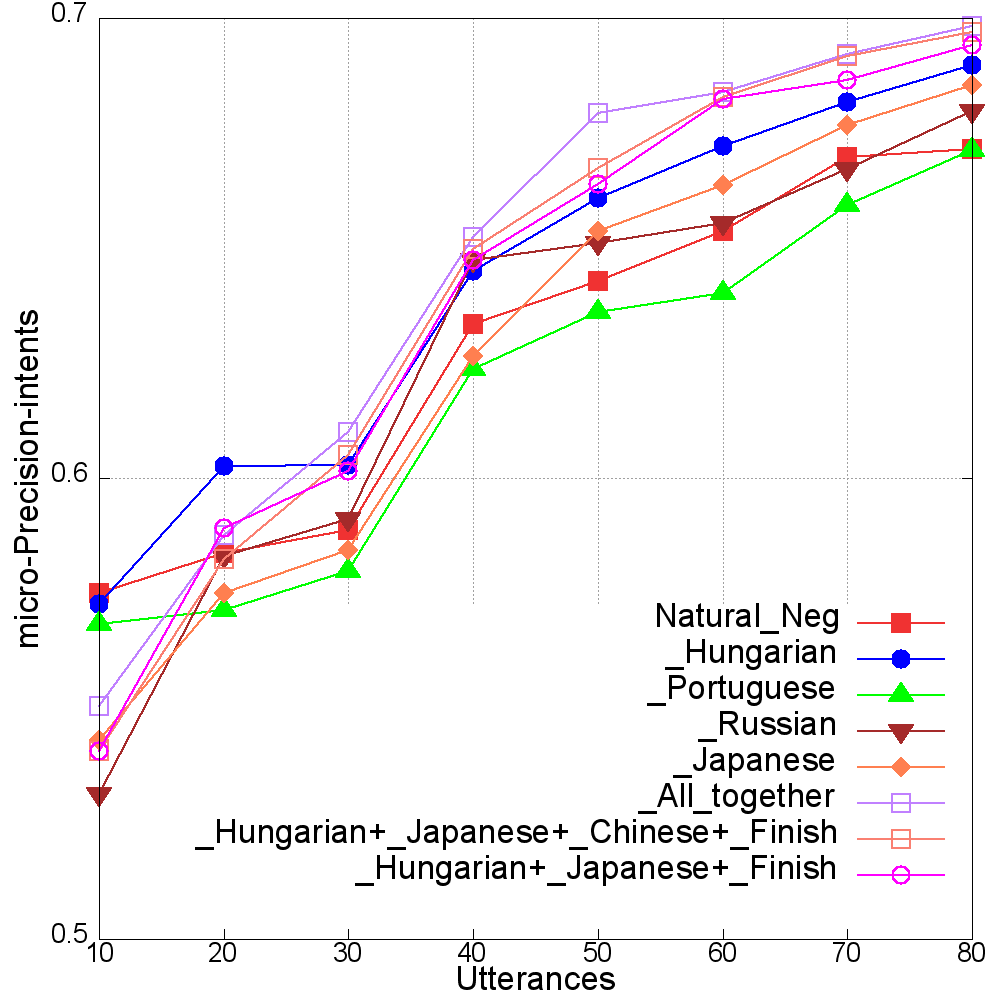 0.7
0.6
0.5
micro-Precision-intents
Natural_Neg
_Hungarian
_Portuguese
_Russian
_Japanese
_All_together
_Hungarian+_Japanese+_Chinese+_Finish
_Hungarian+_Japanese+_Finish
10 20 30 40 50 60 70 80
Utterances